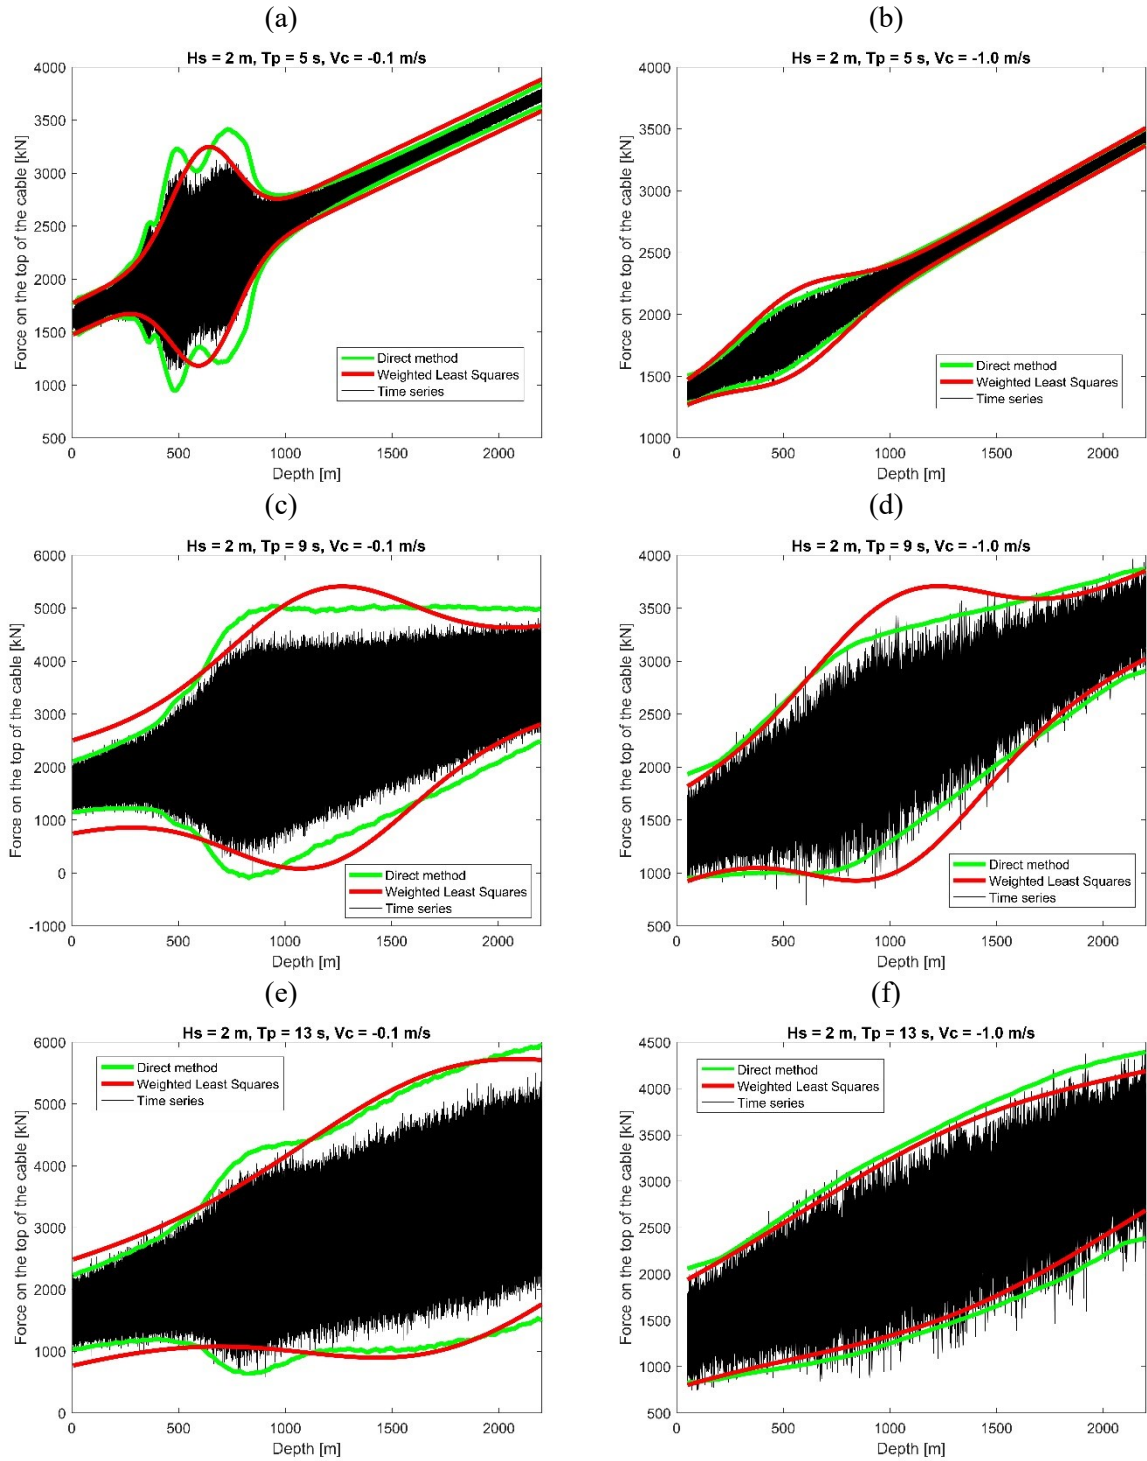 (a)
Hs = 2 m, Tp = 5 s, Vc = -0.1 m/s
4000
3500
3000
2500
2000
1500
1000
500
0
500
1000
1500
2000
Force on the top of the cable [kN]
Depth [m]
Direct method
Weighted Least Squares
Time series
(b)
Hs = 2 m, Tp = 5 s, Vc = -1.0 m/s
4000
3500
3000
2500
2000
1500
1000
0
500
1000
1500
2000
Force on the top of the cable [kN]
Depth [m]
Direct method
Weighted Least Squares
Time series
(c)
Hs = 2 m, Tp = 9 s, Vc = -0.1 m/s
6000
5000
4000
3000
2000
1000
0
-1000
0
500
1000
1500
2000
Force on the top of the cable [kN]
Depth [m]
Direct method
Weighted Least Squares
Time series
(d)
Hs = 2 m, Tp = 9 s, Vc = -1.0 m/s
4000
3500
3000
2500
2000
1500
1000
500
0
500
1000
1500
2000
Force on the top of the cable [kN]
Depth [m]
Direct method
Weighted Least Squares
Time series
(e)
Hs = 2 m, Tp = 13 s, Vc = -0.1 m/s
6000
5000
4000
3000
2000
1000
0
0
500
1000
1500
2000
Force on the top of the cable [kN]
Depth [m]
Direct method
Weighted Least Squares
Time series
(f)
Hs = 2 m, Tp = 13 s, Vc = -1.0 m/s
4500
4000
3500
3000
2500
2000
1500
1000
500
0
500
1000
1500
2000
Force on the top of the cable [kN]
Depth [m]
Direct method
Weighted Least Squares
Time series